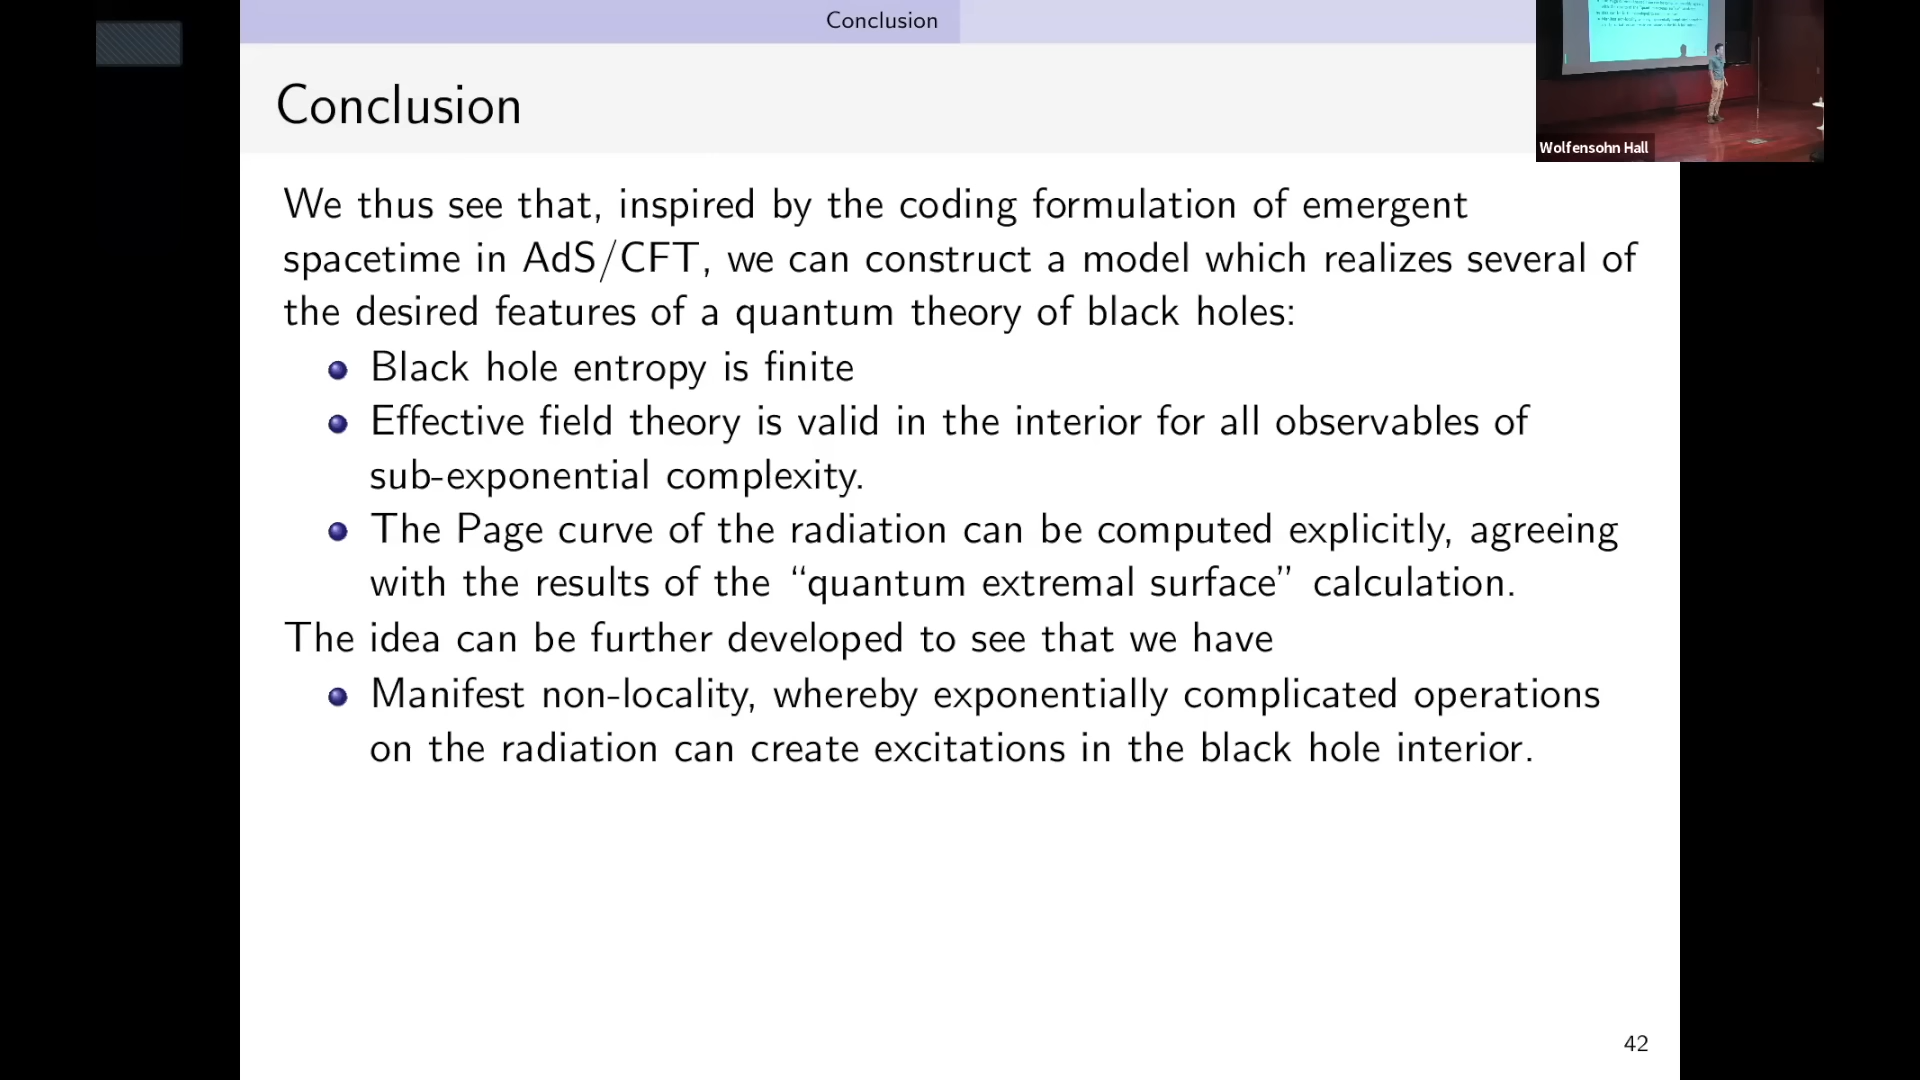 Conclusion
Conclusion
Wolfensohn Hall
We thus see that, inspired by the coding formulation of emergent
spacetime in AdS/CFT, we can construct a model which realizes several of
the desired features of a quantum theory of black holes:
Black hole entropy is finite
Effective field theory is valid in the interior for all observables of
sub-exponential complexity.
The Page curve of the radiation can be computed explicitly, agreeing
with the results of the “quantum extremal surface” calculation.
The idea can be further developed to see that we have
Manifest non-locality, whereby exponentially complicated operations
on the radiation can create excitations in the black hole interior.
42